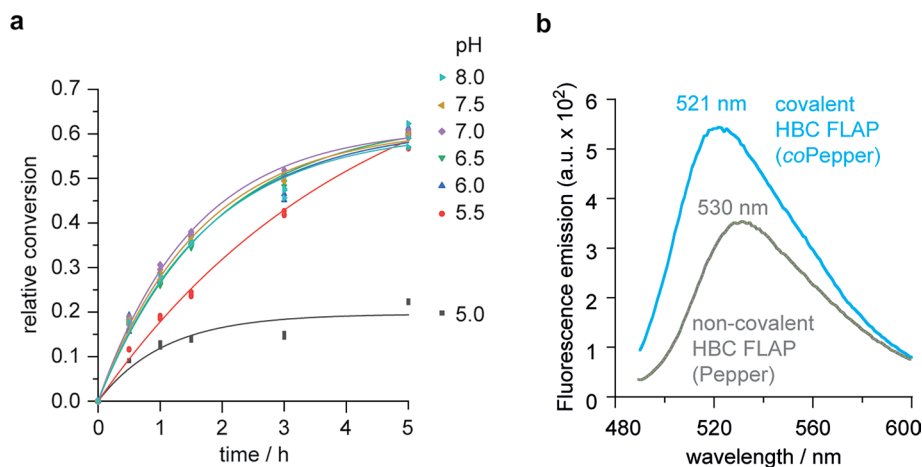 a
pH
8.0
7.5
7.0
6.5
6.0
5.5
5.0
0.7
0.6
0.5
0.4
0.3
0.2
0.1
0.0
relative conversion
0
1
2
3
4
5
time / h
b
521 nm
covalent
HBC FLAP
(coPepper)
530 nm
non-covalent
HBC FLAP
(Pepper)
6
5
4
3
2
1
0
Fluorescence emission (a.u. x 10²)
480
520
560
600
wavelength / nm